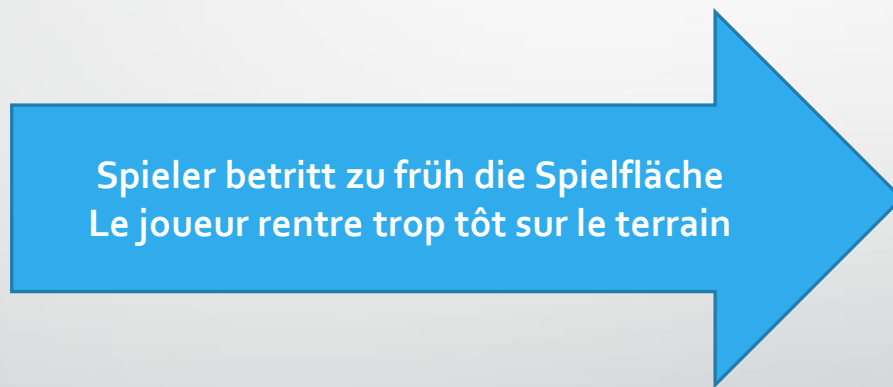 Spieler betritt zu früh die Spielfläche
Le joueur rentre trop tôt sur le terrain